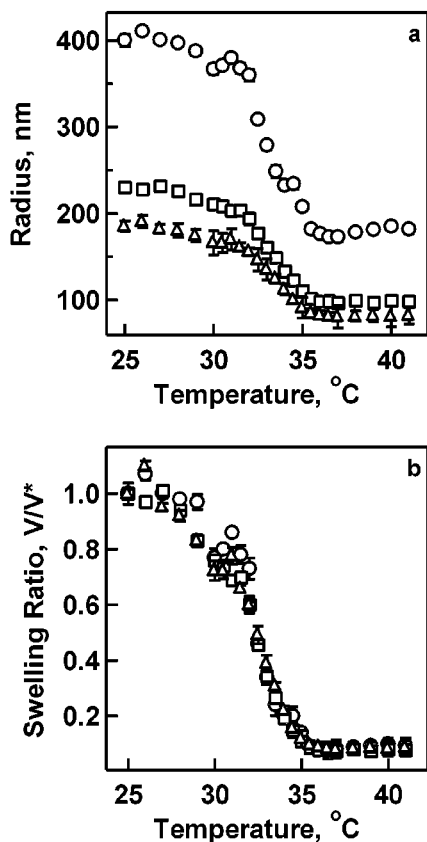 a
400
300
200
100
Radius, nm
25 30 35 40
Temperature, °C
b
1.0
0.8
0.6
0.4
0.2
Swelling Ratio, V/V*
25 30 35 40
Temperature, °C